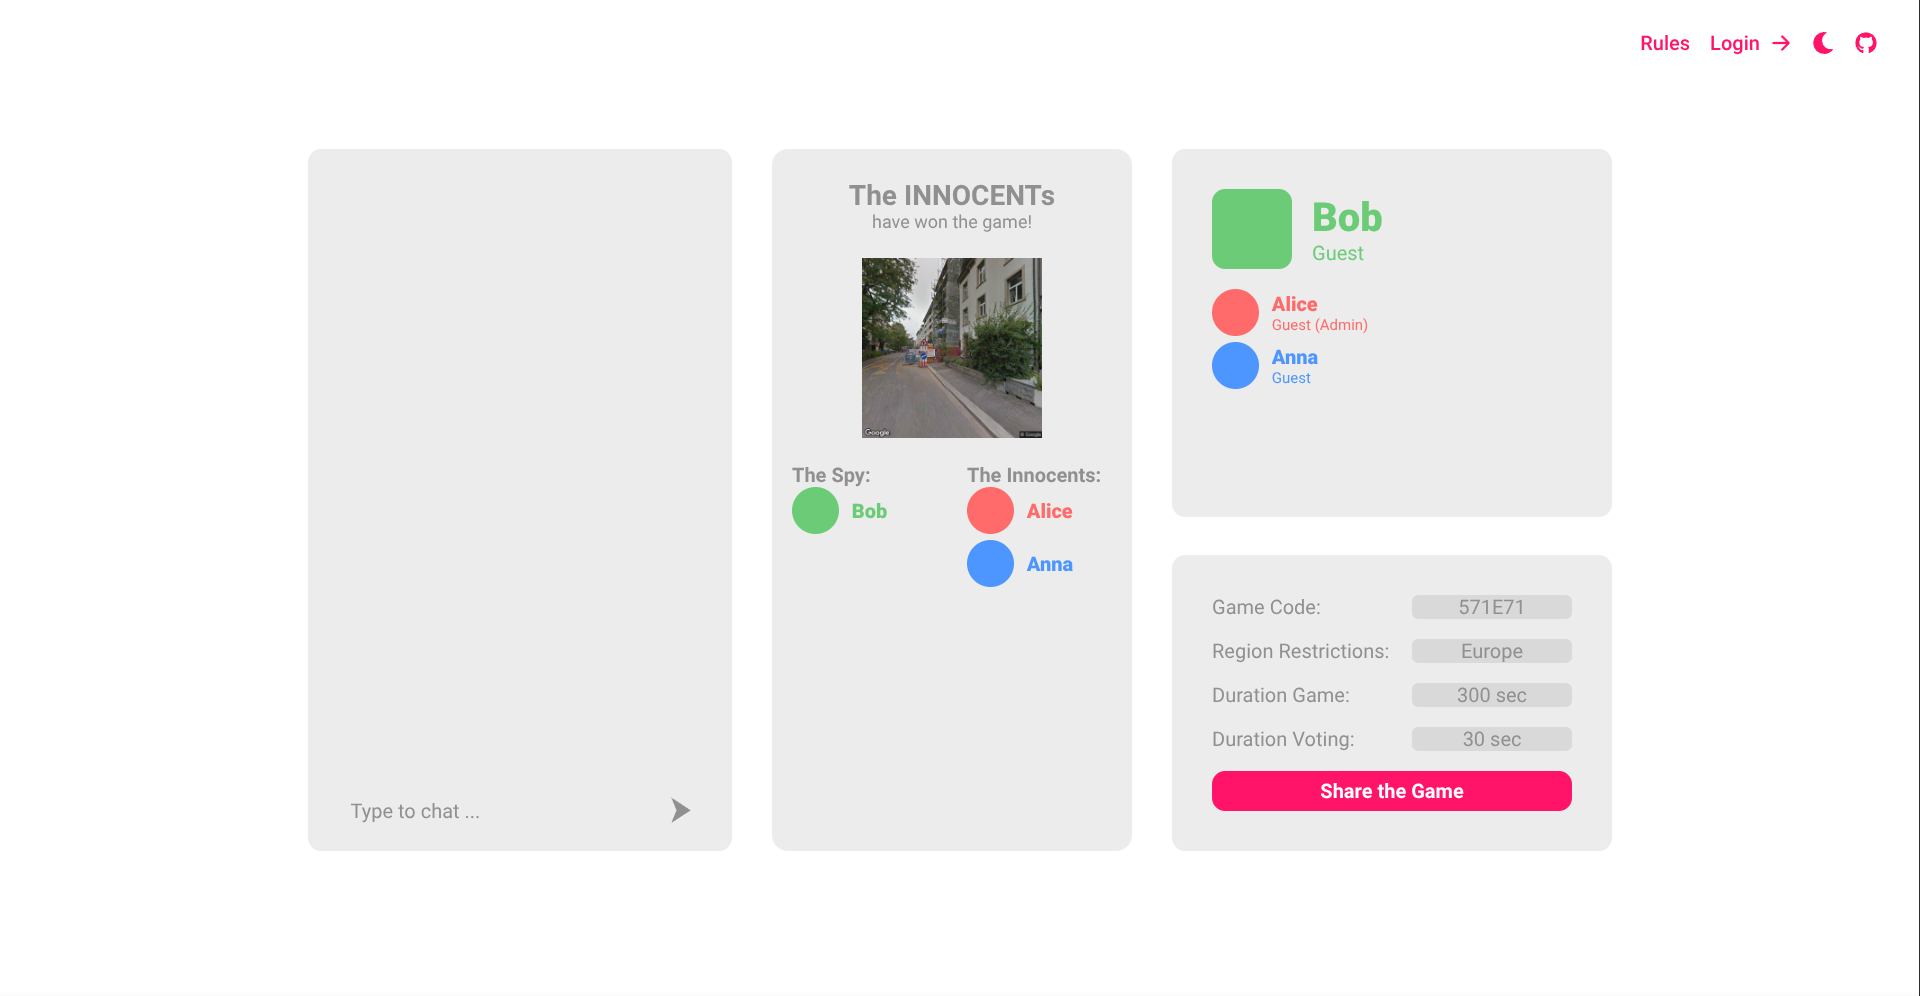 Rules
Login
Type to chat ...
The INNOCENTs
have won the game!
Google
© Google
The Spy:
Bob
The Innocents:
Alice
Anna
Bob
Guest
Alice
Guest (Admin)
Anna
Guest
Game Code:
571E71
Region Restrictions:
Europe
Duration Game:
300 sec
Duration Voting:
30 sec
Share the Game